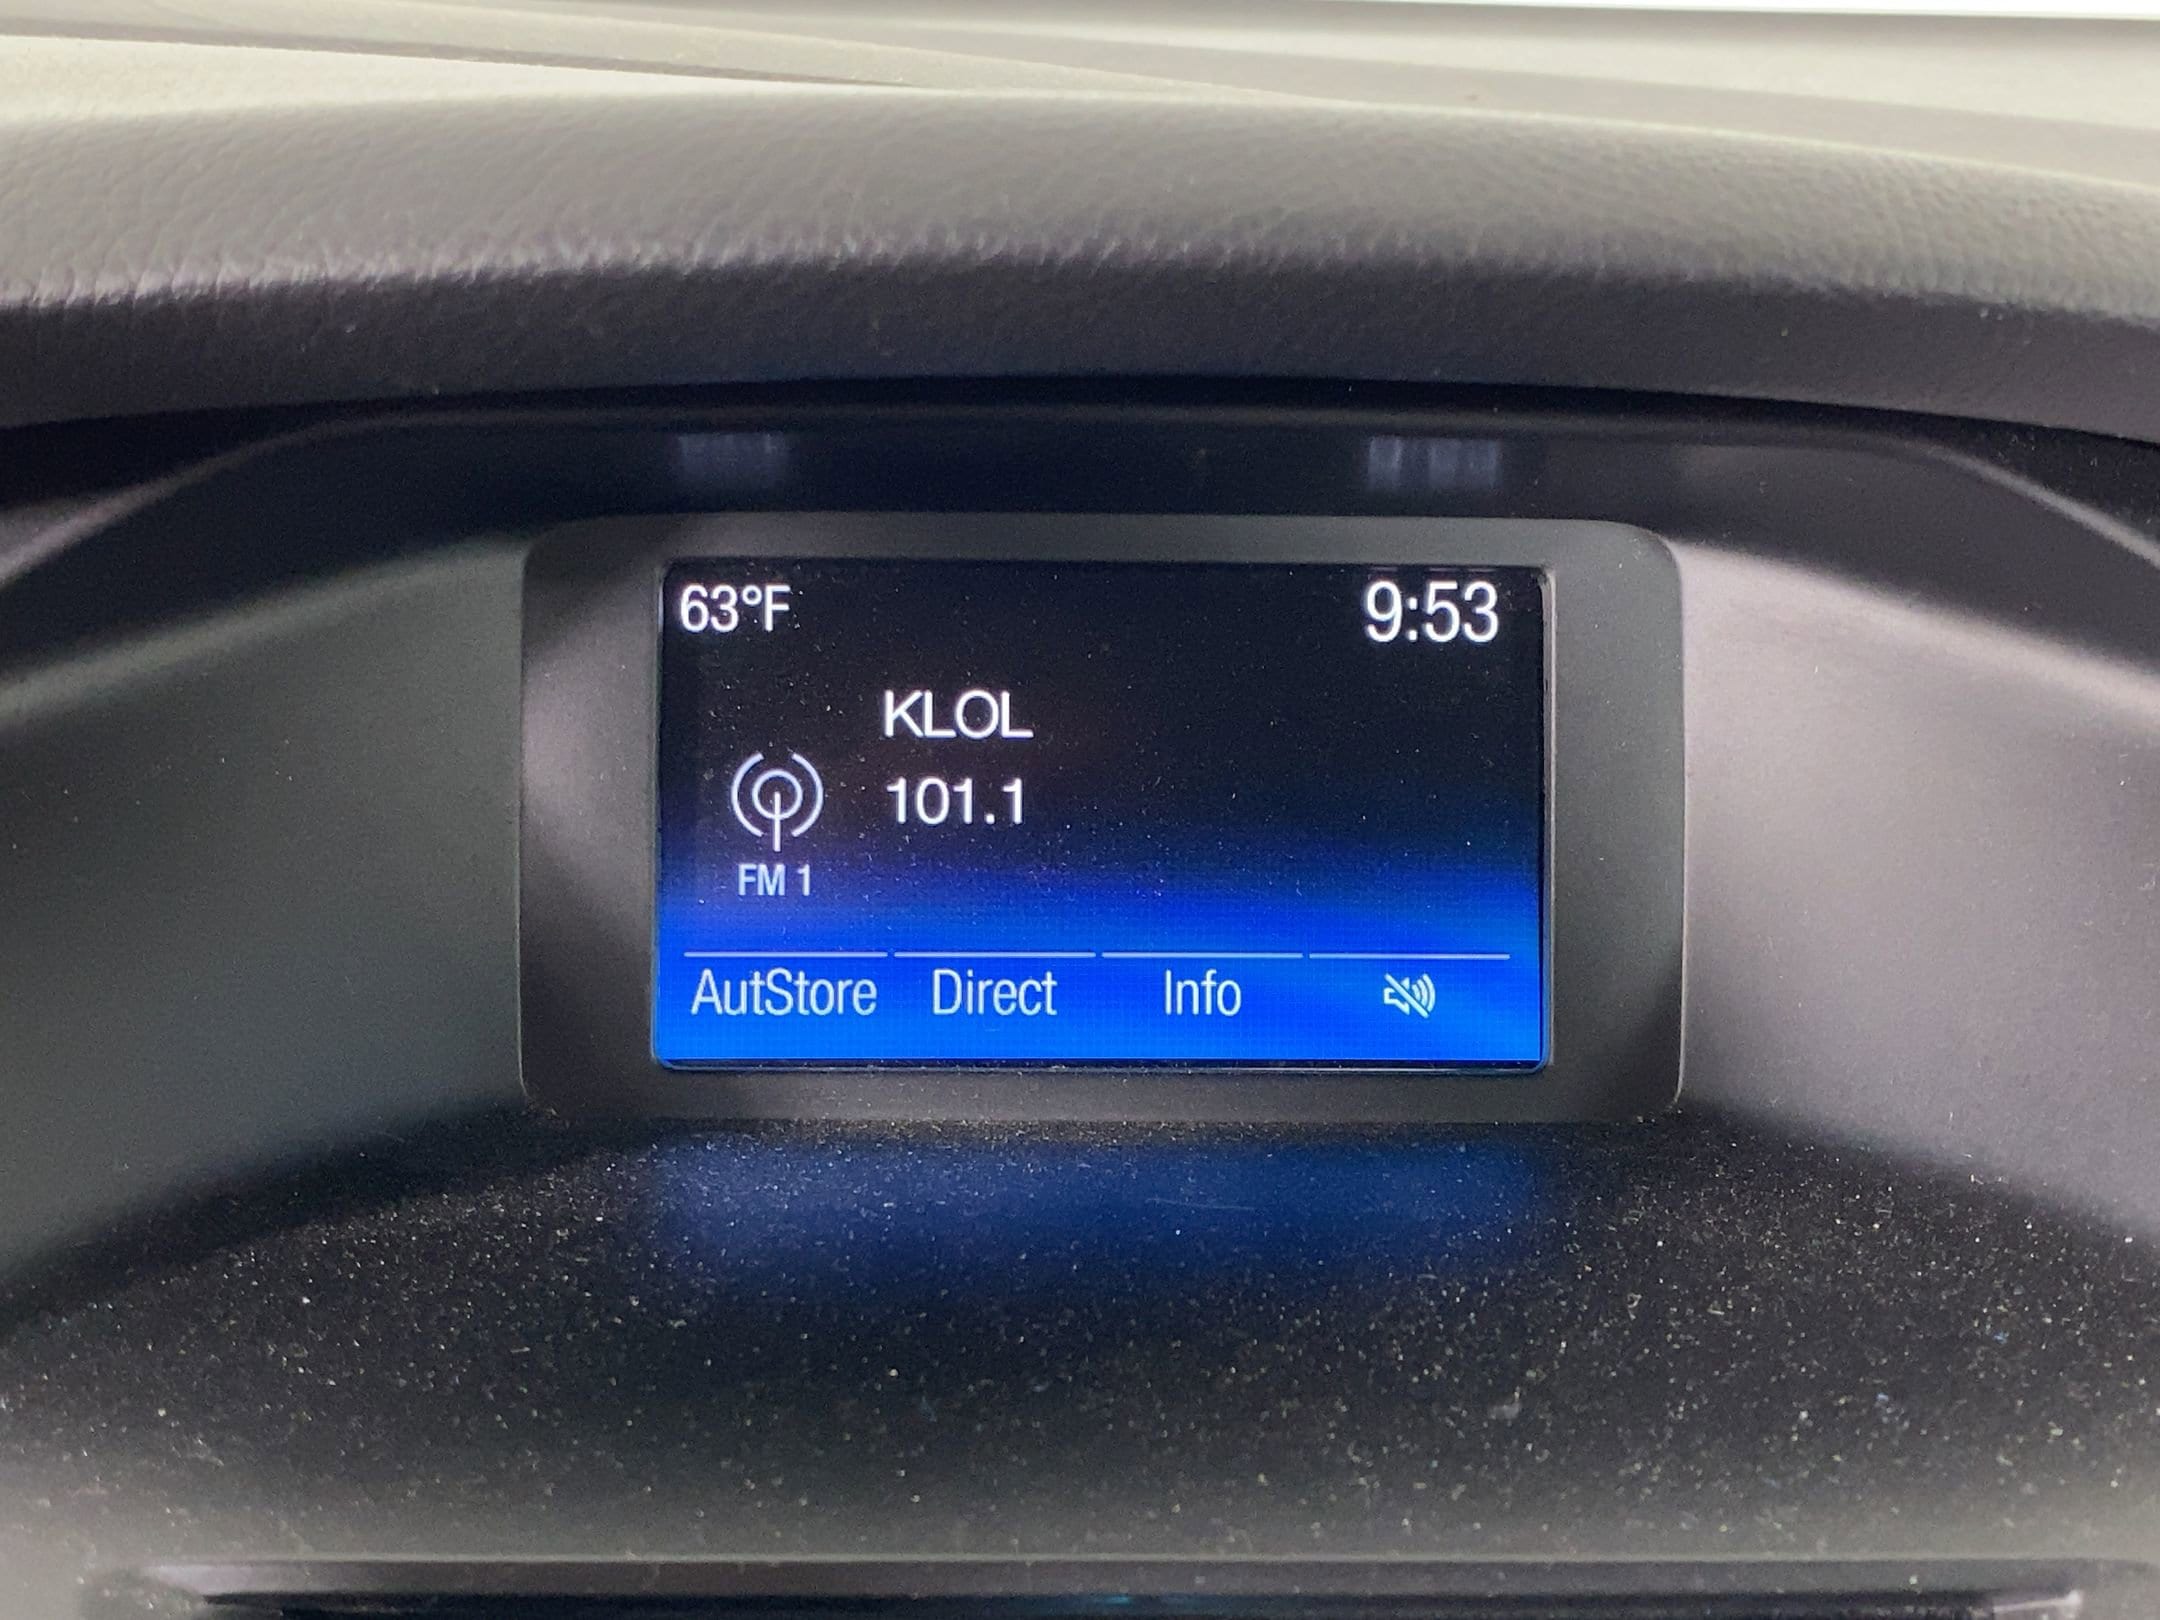 63°F 9:53
KLOL
101.1
FM 1
AutStore Direct Info